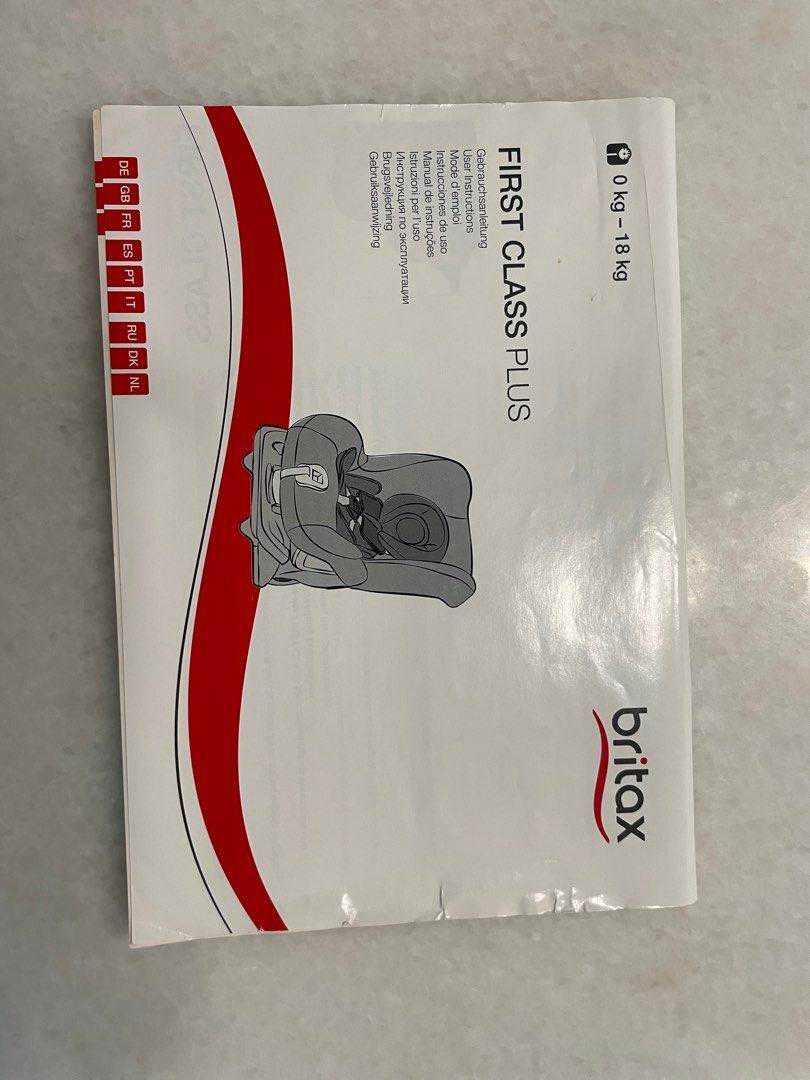 0 kg – 18 kg
britax
FIRST CLASS PLUS
Gebrauchsanleitung
User Instructions
Mode d'emploi
Instrucciones de uso
Manual de instruções
Istruzioni per l'uso
Инструкция по эксплуатации
Brugsvejledning
Gebruiksaanwijzing
DE GB FR ES PT IT RU DK NL